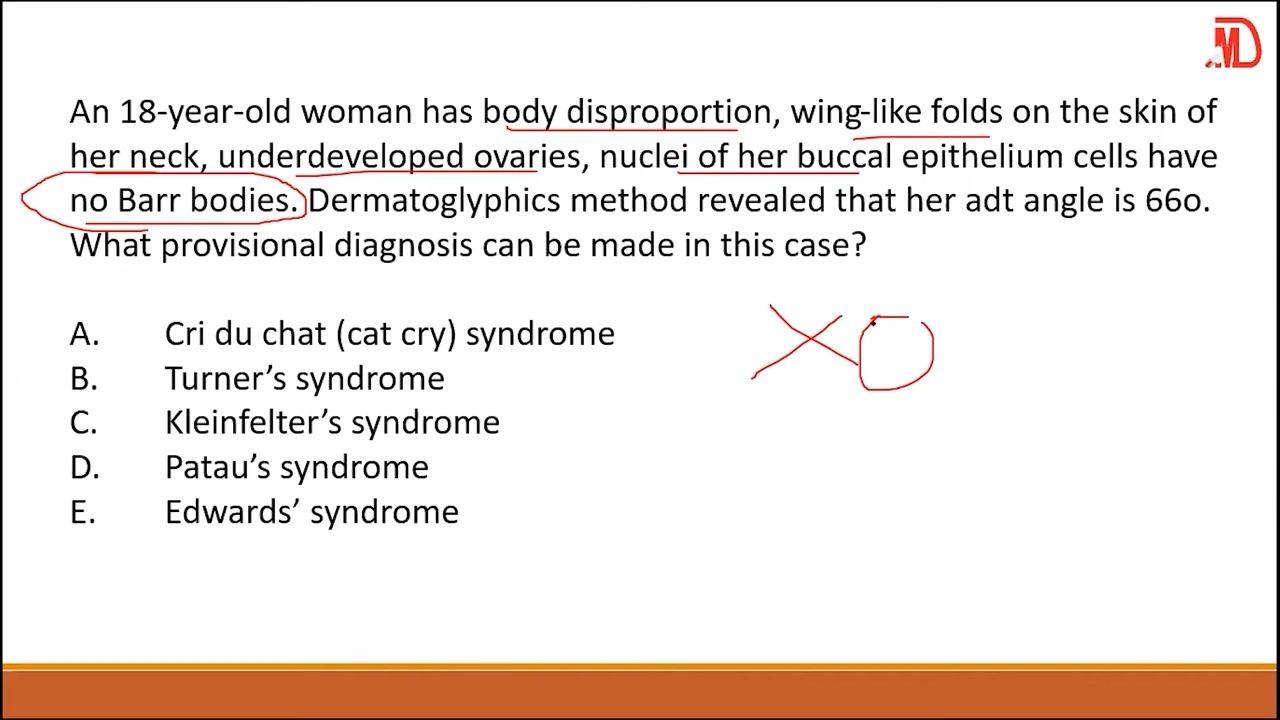 MD
An 18-year-old woman has body disproportion, wing-like folds on the skin of
her neck, underdeveloped ovaries, nuclei of her buccal epithelium cells have
no Barr bodies. Dermatoglyphics method revealed that her adt angle is 66o.
What provisional diagnosis can be made in this case?
A. Cri du chat (cat cry) syndrome
XO
B. Turner’s syndrome
C. Kleinfelter’s syndrome
D. Patau’s syndrome
E. Edwards’ syndrome